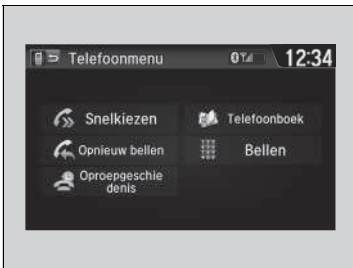 Telefoonmenu
12:34
Snelkiezen
Telefoonboek
Opnieuw bellen
Bellen
Oproepgeschie
denis